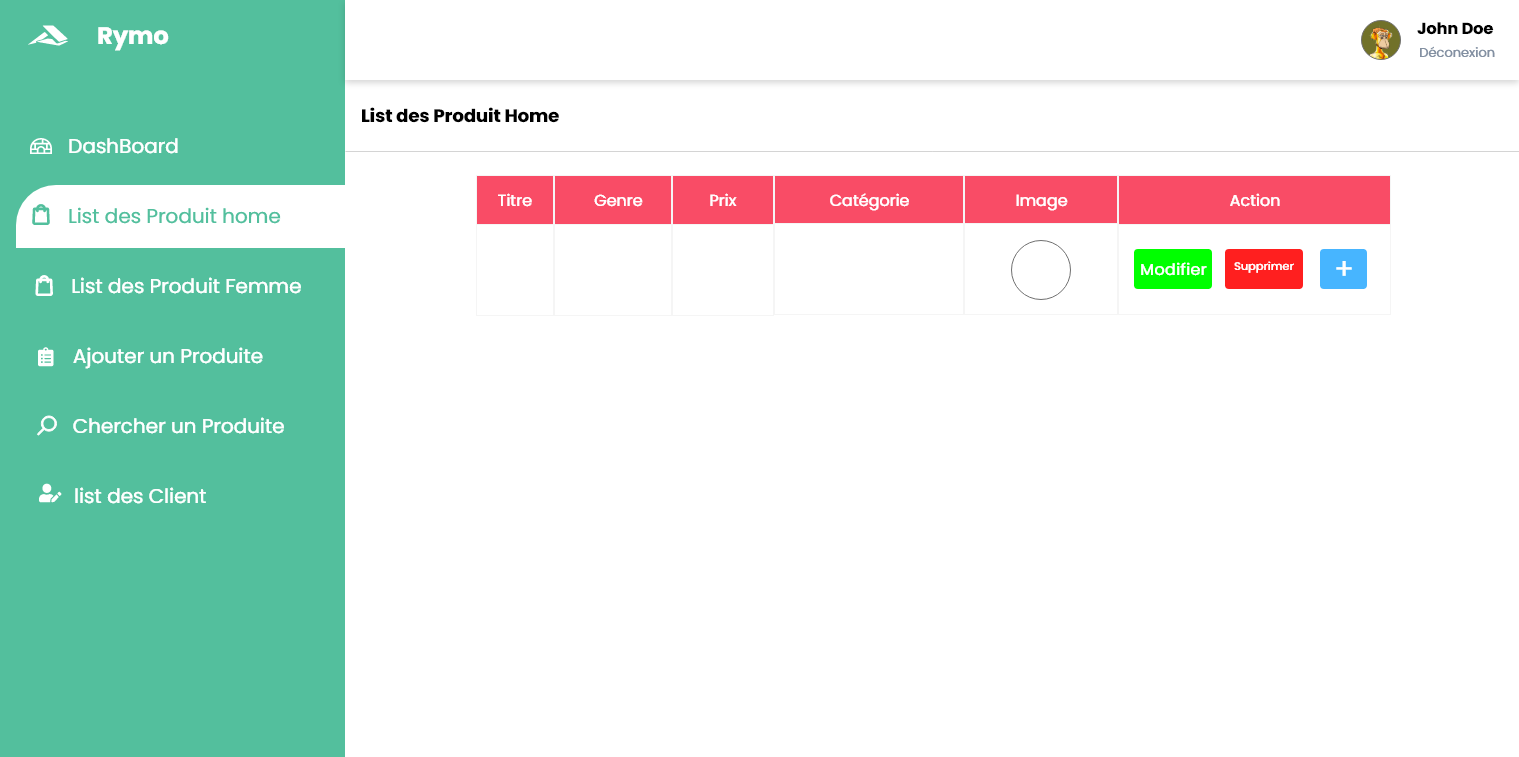 Rymo
John Doe
Déconexion
List des Produit Home
DashBoard
List des Produit home
List des Produit Femme
Ajouter un Produite
Chercher un Produite
list des Client
Titre Genre Prix Catégorie Image Action
Modifier Supprimer +